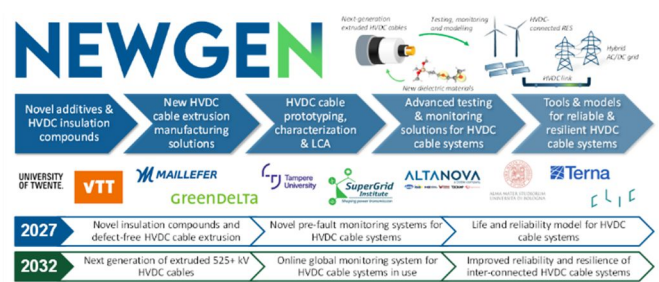 NEWGEN
Next-generation
extruded HVDC cables
Testing, monitoring
and modeling
New dielectric materials
HVDC-
connected RES
Hybrid
AC/DC grid
HVDC link
Novel additives &
HVDC insulation
compounds
New HVDC
cable extrusion
manufacturing
solutions
HVDC cable
prototyping,
characterization
& LCA
Advanced testing
& monitoring
solutions for HVDC
cable systems
Tools & models
for reliable &
resilient HVDC
cable systems
UNIVERSITY
OF TWENTE.
VTT
MAILLEFER
GREENDELTA
Tampere
University
SuperGrid
Institute
ALTANOVA
Terna
CLIC
2027
Novel insulation compounds and
defect-free HVDC cable extrusion
Novel pre-fault monitoring systems for
HVDC cable systems
Life and reliability model for HVDC
cable systems
2032
Next generation of extruded 525+ kV
HVDC cables
Online global monitoring system for
HVDC cable systems in use
Improved reliability and resilience of
inter-connected HVDC cable systems